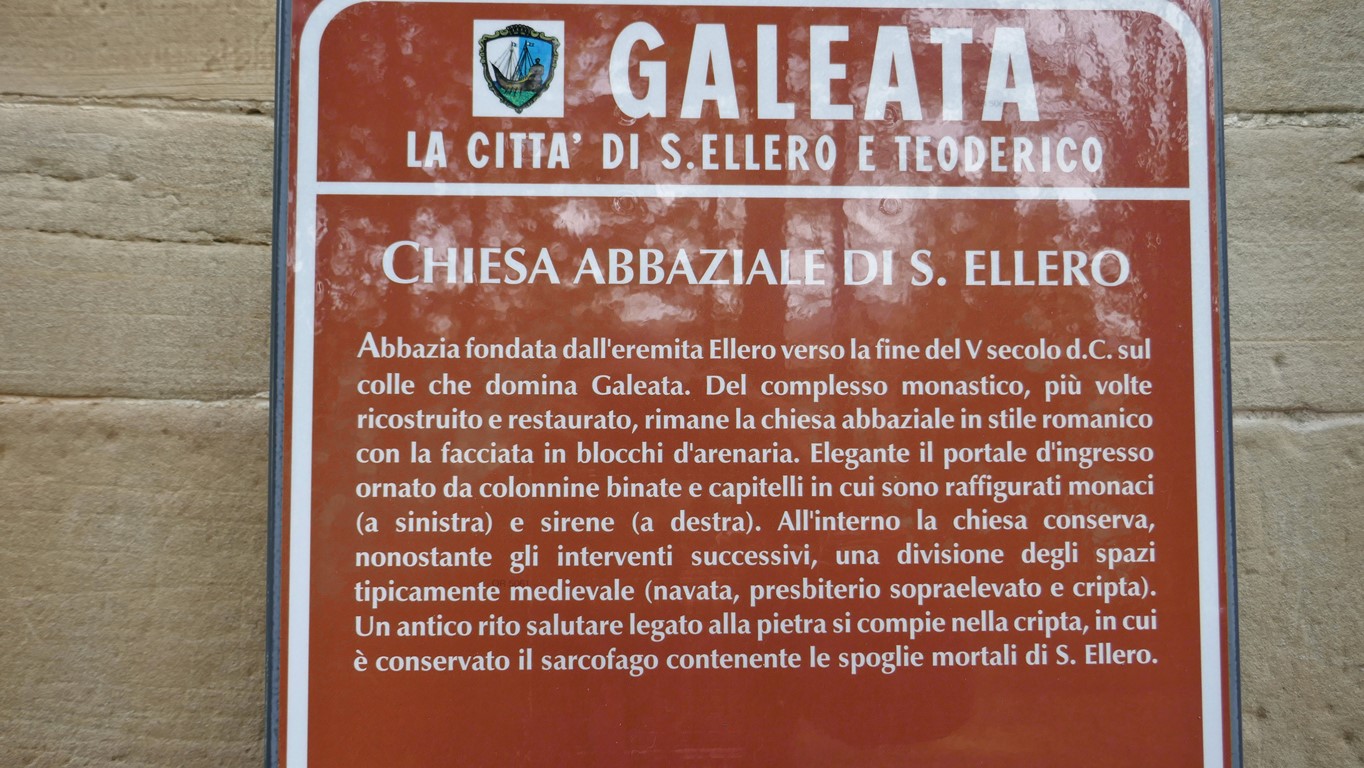 GALEATA
LA CITTA' DI S.ELLERO E TEODERICO
CHIESA ABBAZIALE DI S. ELLERO
Abbazia fondata dall'eremita Ellero verso la fine del V secolo d.C. sul
colle che domina Galeata. Del complesso monastico, più volte
ricostruito e restaurato, rimane la chiesa abbaziale in stile romanico
con la facciata in blocchi d'arenaria. Elegante il portale d'ingresso
ornato da colonnine binate e capitelli in cui sono raffigurati monaci
(a sinistra) e sirene (a destra). All'interno la chiesa conserva,
nonostante gli interventi successivi, una divisione degli spazi
tipicamente medievale (navata, presbiterio sopraelevato e cripta).
Un antico rito salutare legato alla pietra si compie nella cripta, in cui
è conservato il sarcofago contenente le spoglie mortali di S. Ellero.